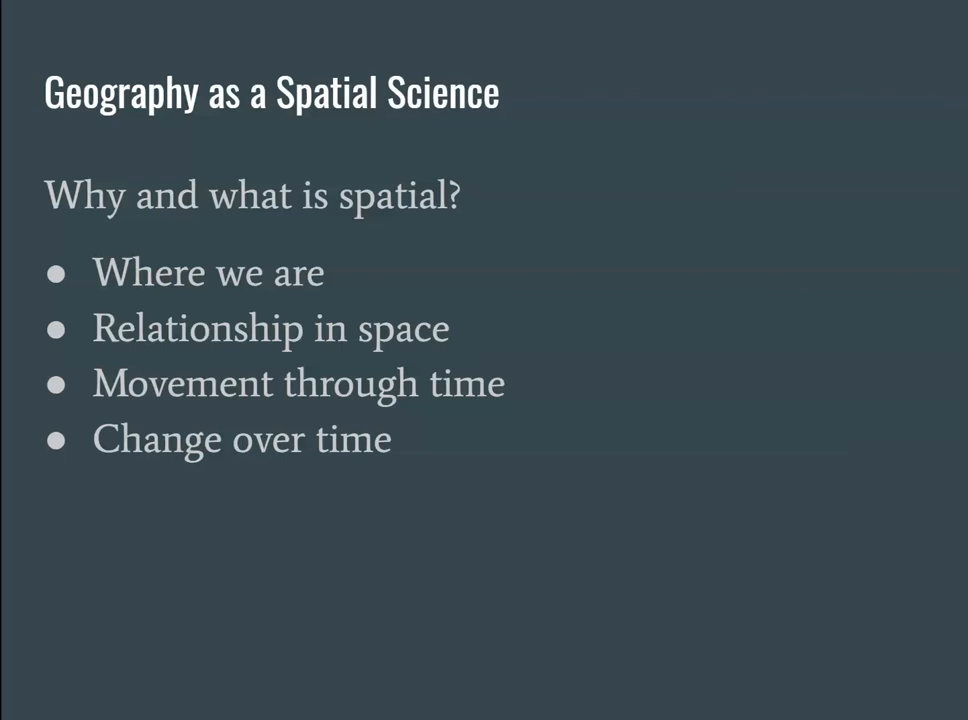 Geography as a Spatial Science
Why and what is spatial?
● Where we are
● Relationship in space
● Movement through time
● Change over time